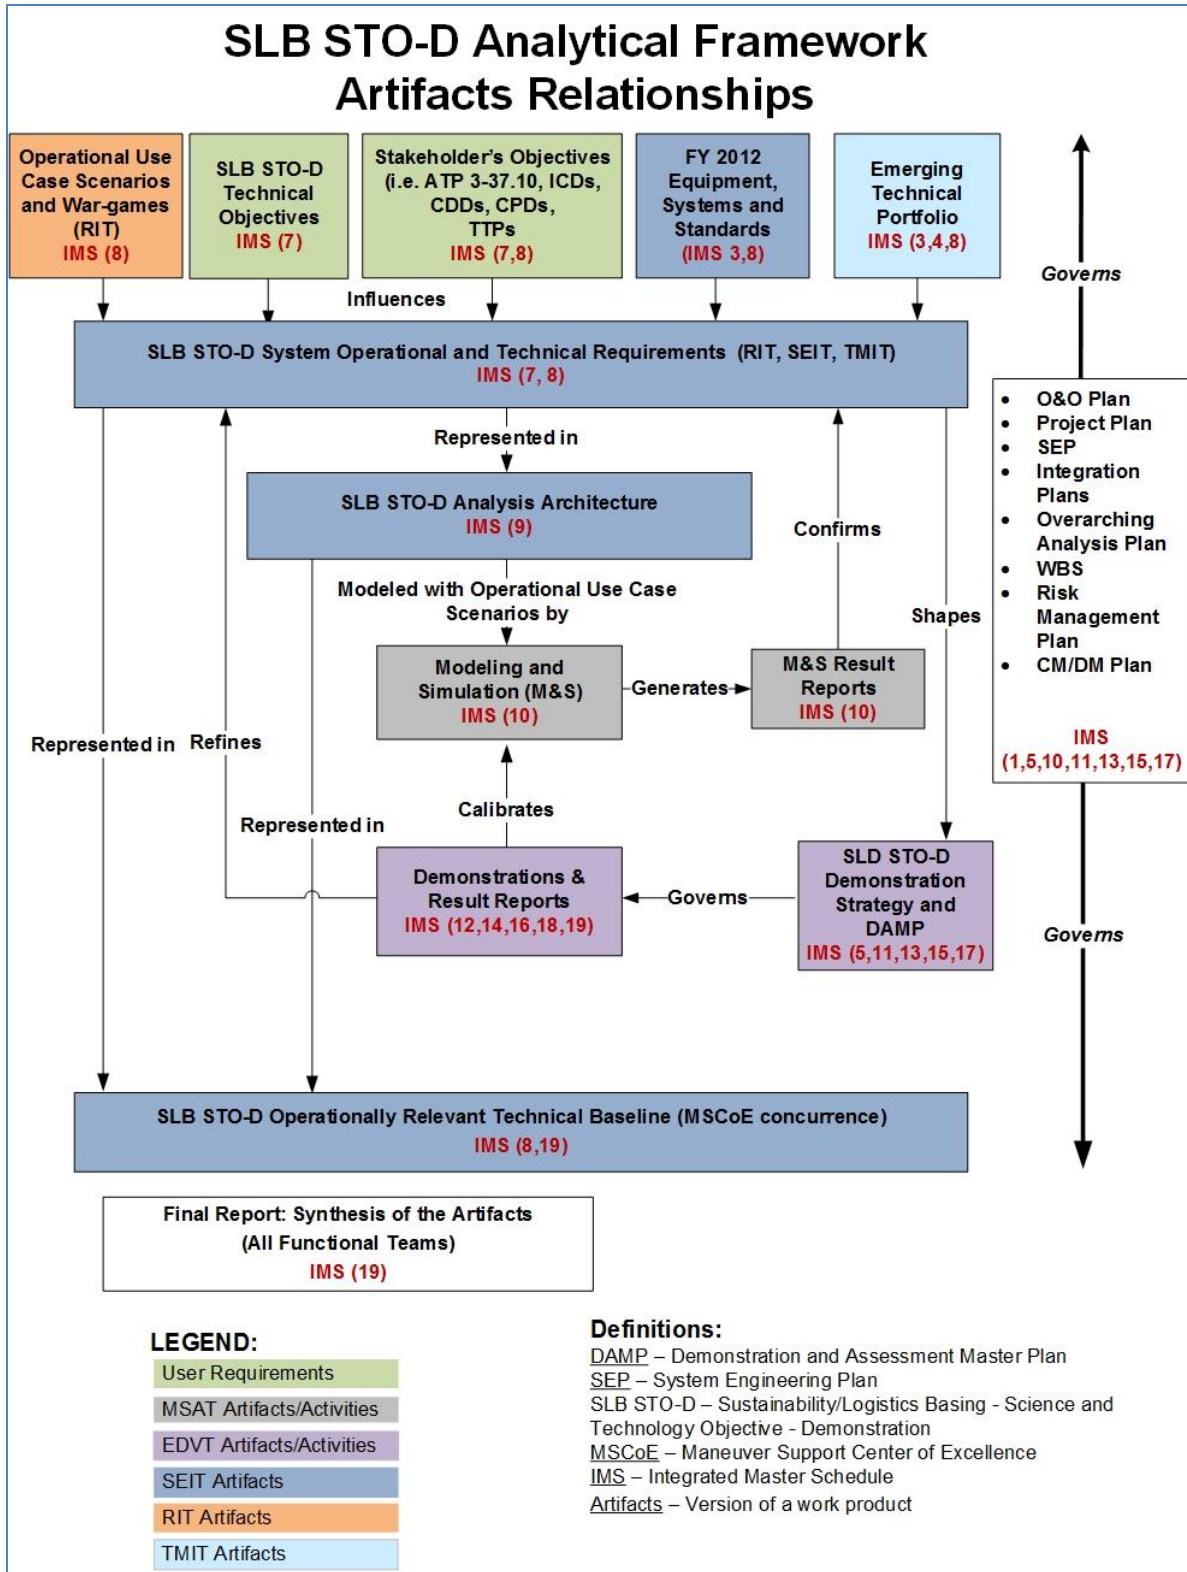 SLB STO-D Analytical Framework
Artifacts Relationships
Operational Use
Case Scenarios
and War-games
(RIT)
IMS (8)
SLB STO-D
Technical
Objectives
IMS (7)
Stakeholder's Objectives
(i.e. ATP 3-37.10, ICDs,
CDDs, CPDs,
TTPs
IMS (7,8)
FY 2012
Equipment,
Systems and
Standards
(IMS 3,8)
Emerging
Technical
Portfolio
IMS (3,4,8)
Governs
Influences
SLB STO-D System Operational and Technical Requirements (RIT, SEIT, TMIT)
IMS (7, 8)
• O&O Plan
• Project Plan
• SEP
• Integration
Plans
• Overarching
Analysis Plan
• WBS
• Risk
Management
Plan
• CM/DM Plan
IMS
(1,5,10,11,13,15,17)
Represented in
SLB STO-D Analysis Architecture
IMS (9)
Confirms
Modeled with Operational Use Case
Scenarios by
Shapes
Modeling and
Simulation (M&S)
IMS (10)
Generates
M&S Result
Reports
IMS (10)
Represented in
Refines
Calibrates
Represented in
Demonstrations &
Result Reports
IMS (12,14,16,18,19)
Governs
SLD STO-D
Demonstration
Strategy and
DAMP
IMS (5,11,13,15,17)
Governs
SLB STO-D Operationally Relevant Technical Baseline (MSCoE concurrence)
IMS (8,19)
Final Report: Synthesis of the Artifacts
(All Functional Teams)
IMS (19)
LEGEND:
User Requirements
MSAT Artifacts/Activities
EDVT Artifacts/Activities
SEIT Artifacts
RIT Artifacts
TMIT Artifacts
Definitions:
DAMP – Demonstration and Assessment Master Plan
SEP – System Engineering Plan
SLB STO-D – Sustainability/Logistics Basing - Science and
Technology Objective - Demonstration
MSCoE – Maneuver Support Center of Excellence
IMS – Integrated Master Schedule
Artifacts – Version of a work product